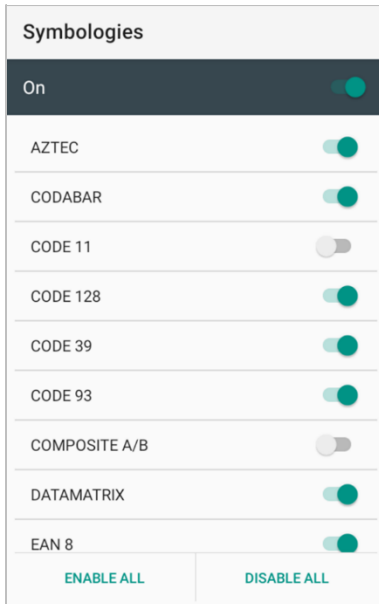 Symbologies
On
AZTEC
CODABAR
CODE 11
CODE 128
CODE 39
CODE 93
COMPOSITE A/B
DATAMATRIX
EAN 8
ENABLE ALL
DISABLE ALL